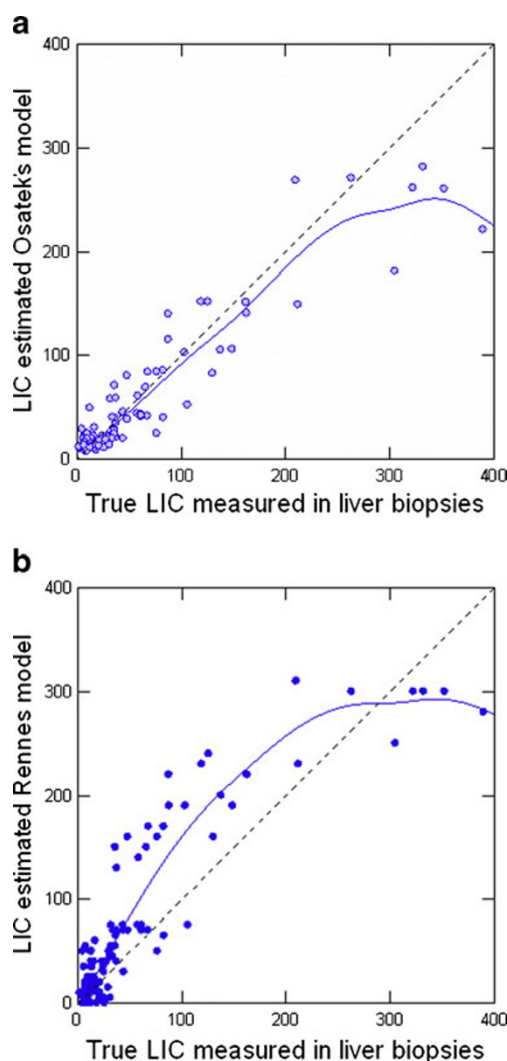 a
400
300
200
100
0
0 100 200 300 400
LIC estimated Osatek's model
True LIC measured in liver biopsies
b
400
300
200
100
0
0 100 200 300 400
LIC estimated Rennes model
True LIC measured in liver biopsies